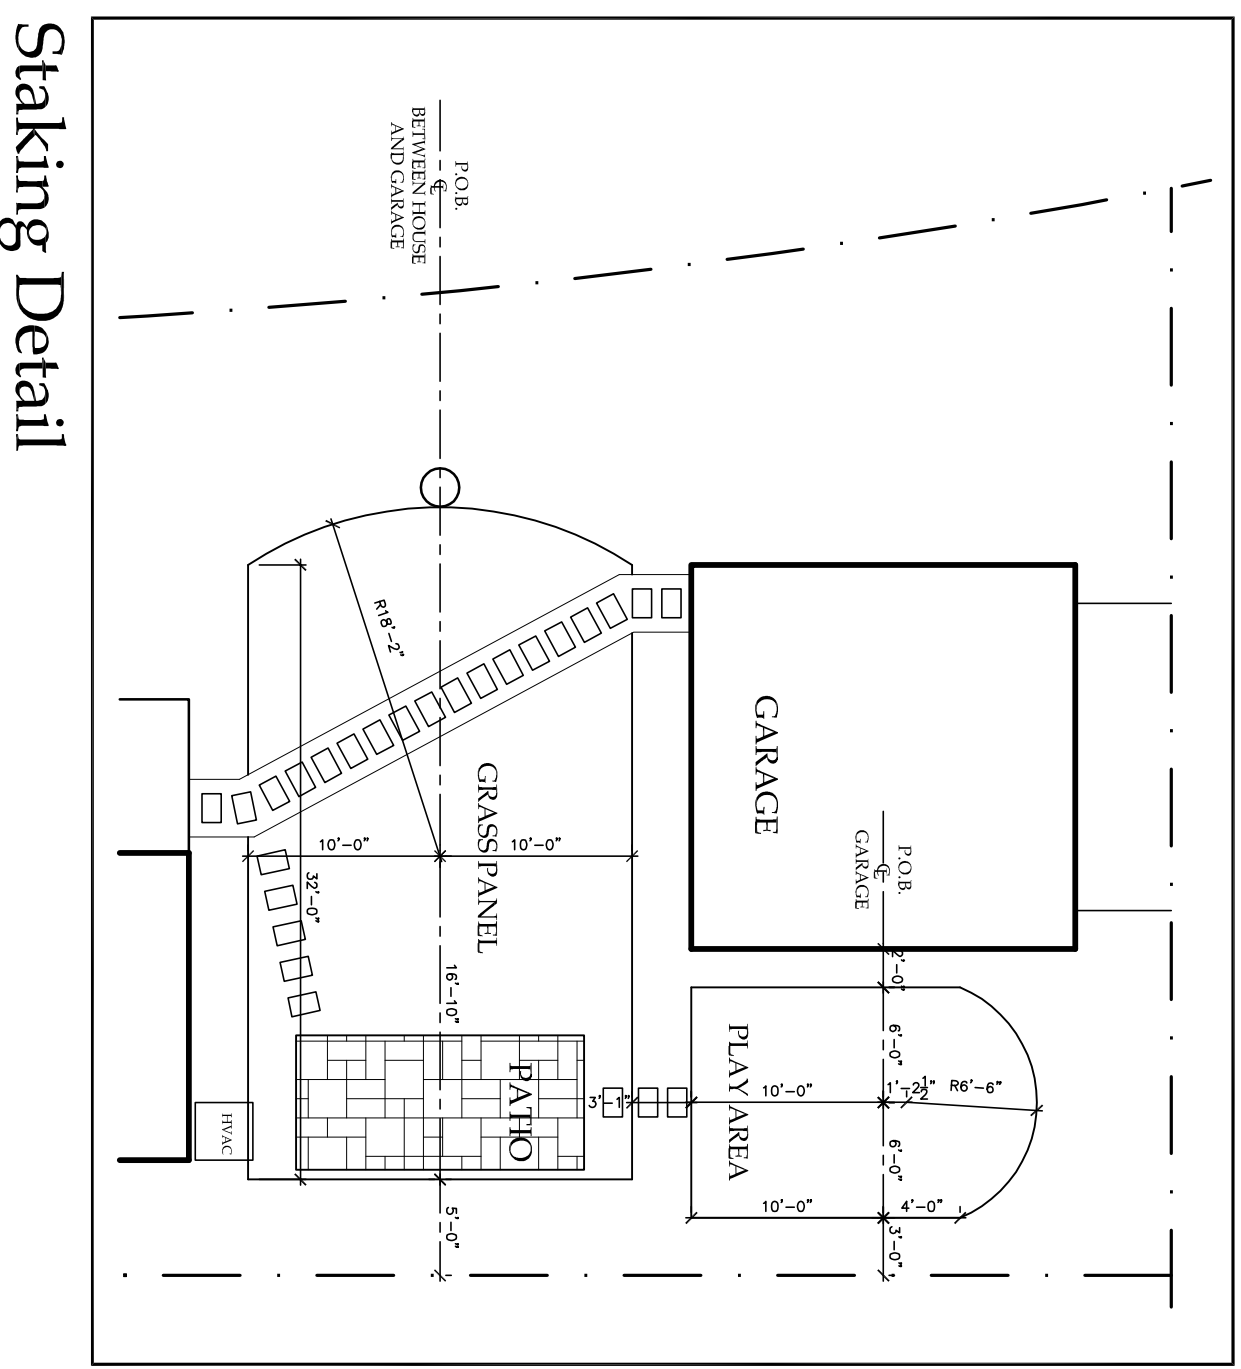 Staking Detail
P.O.B.
℄
BETWEEN HOUSE
AND GARAGE
R18'-2"
GRASS PANEL
10'-0"
10'-0"
32'-0"
16'-10"
5'-0"
PATIO
HVAC
3'-1"
GARAGE
P.O.B.
℄
GARAGE
2'-0"
6'-0"
PLAY AREA
10'-0"
1'-2½"
R6'-6"
6'-0"
10'-0"
4'-0"
3'-0"